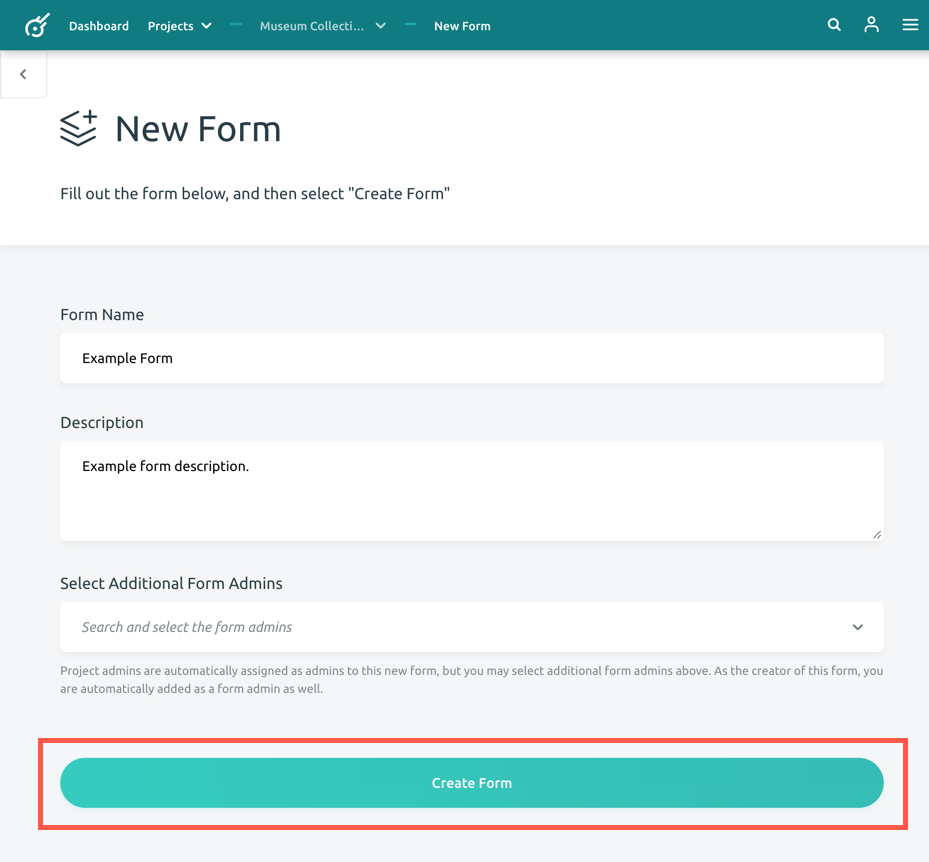 Dashboard Projects Museum Collecti... New Form
New Form
Fill out the form below, and then select "Create Form"
Form Name
Example Form
Description
Example form description.
Select Additional Form Admins
Search and select the form admins
Project admins are automatically assigned as admins to this new form, but you may select additional form admins above. As the creator of this form, you
are automatically added as a form admin as well.
Create Form